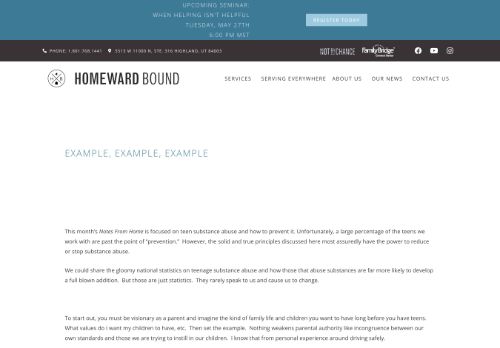 UPCOMING SEMINAR:
WHEN HELPING ISN'T HELPFUL
TUESDAY, MAY 27TH
6:00 PM MST
REGISTER TODAY
PHONE: 1.801.768.1441
5513 W 11000 N, STE. 316 HIGHLAND, UT 84003
NOT BY CHANCE
FamilyBridge
HOMEWARD BOUND
SERVICES
SERVING EVERYWHERE
ABOUT US
OUR NEWS
CONTACT US
EXAMPLE, EXAMPLE, EXAMPLE
This month's Notes From Home is focused on teen substance abuse and how to prevent it. Unfortunately, a large percentage of the teens we
work with are past the point of "prevention." However, the solid and true principles discussed here most assuredly have the power to reduce
or stop substance abuse.
We could share the gloomy national statistics on teenage substance abuse and how those that abuse substances are far more likely to develop
a full blown addition. But those are just statistics. They rarely speak to us and cause us to change.
To start out, you must be visionary as a parent and imagine the kind of family life and children you want to have long before you have teens.
What values do I want my children to have, etc. Then set the example. Nothing weakens parental authority like incongruence between our
own standards and those we are trying to instill in our children. I know that from personal experience around driving safely.